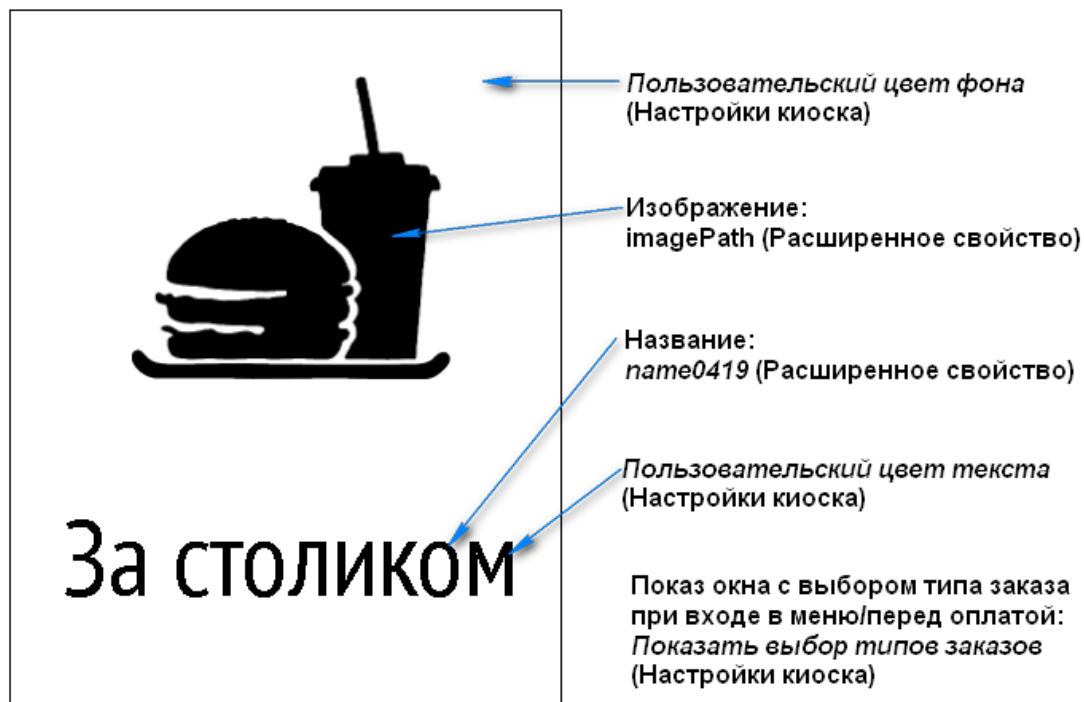 Пользовательский цвет фона
(Настройки киоска)
Изображение:
imagePath (Расширенное свойство)
Название:
name0419 (Расширенное свойство)
Пользовательский цвет текста
(Настройки киоска)
За столиком
Показ окна с выбором типа заказа
при входе в меню/перед оплатой:
Показать выбор типов заказов
(Настройки киоска)